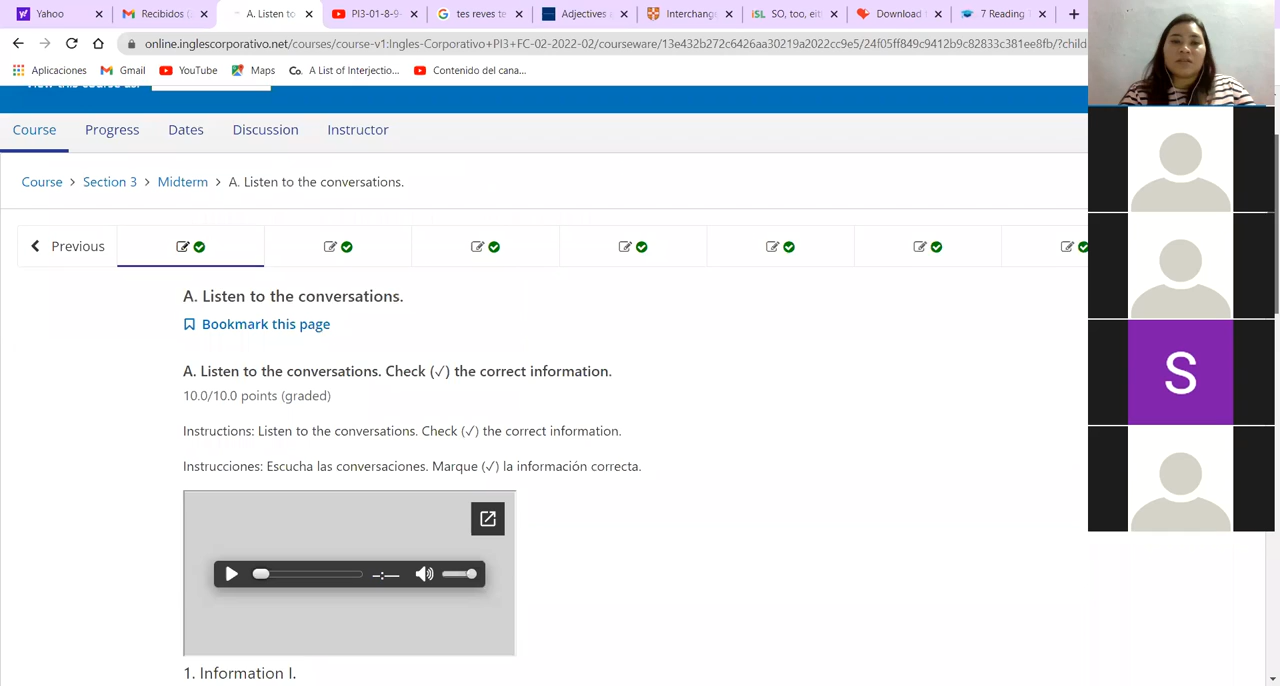 Yahoo
Recibidos (
A. Listen to
PI3-01-8-9-
tes reves te
Adjectives
Interchang
SO, too, eit
Download
7 Reading
online.inglescorporativo.net/courses/course-v1:Ingles-Corporativo+PI3+FC-02-2022-02/courseware/13e432b272c6426aa30219a2022cc9e5/24f05ff849c9412b9c82833c381ee8fb/?child
Aplicaciones
Gmail
YouTube
Maps
Co. A List of Interjectio...
Contenido del cana...
View this course as:
Course
Progress
Dates
Discussion
Instructor
Course > Section 3 > Midterm > A. Listen to the conversations.
Previous
A. Listen to the conversations.
Bookmark this page
A. Listen to the conversations. Check (✓) the correct information.
10.0/10.0 points (graded)
Instructions: Listen to the conversations. Check (✓) the correct information.
Instrucciones: Escucha las conversaciones. Marque (✓) la información correcta.
-:--
1. Information I.
S